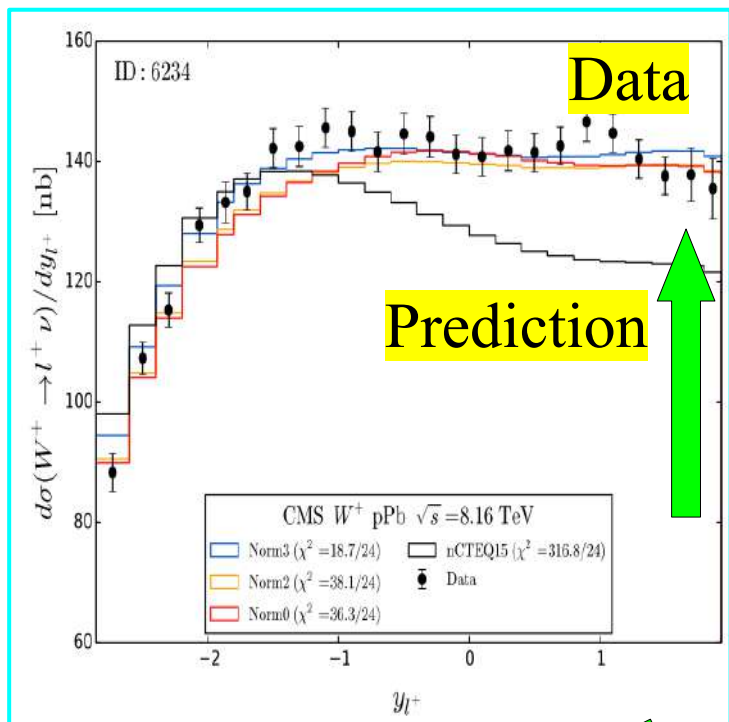 160
140
120
100
80
60
dσ(W⁺ → l⁺ ν)/dy_{l⁺} [nb]
ID: 6234
Data
Prediction
CMS W⁺ pPb √s =8.16 TeV
Norm3 (χ² =18.7/24)
nCTEQ15 (χ² =316.8/24)
Norm2 (χ² =38.1/24)
Data
Norm0 (χ² =36.3/24)
−2 −1 0 1
y_{l⁺}